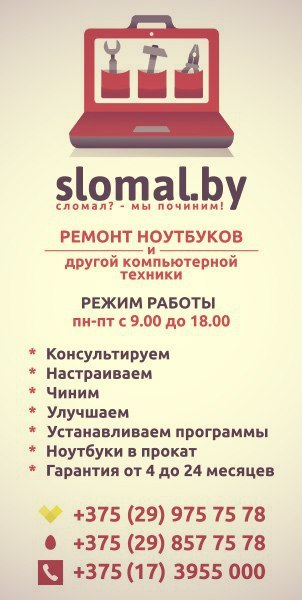 slomal.by
сломал? - мы починим!
РЕМОНТ НОУТБУКОВ
и
другой компьютерной
техники
РЕЖИМ РАБОТЫ
пн-пт с 9.00 до 18.00
* Консультируем
* Настраиваем
* Чиним
* Улучшаем
* Устанавливаем программы
* Ноутбуки в прокат
* Гарантия от 4 до 24 месяцев
+375 (29) 975 75 78
+375 (29) 857 75 78
+375 (17) 3955 000